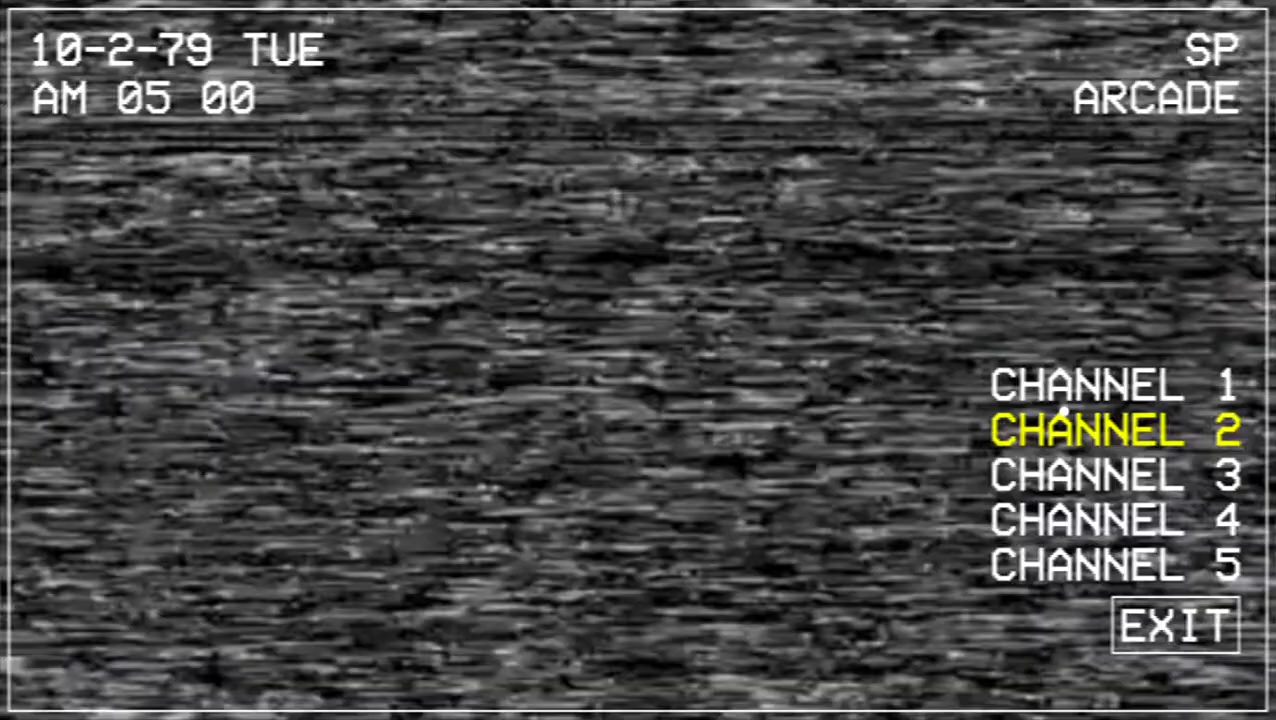 10-2-79 TUE
AM 05 00
SP
ARCADE
CHANNEL 1
CHANNEL 2
CHANNEL 3
CHANNEL 4
CHANNEL 5
EXIT